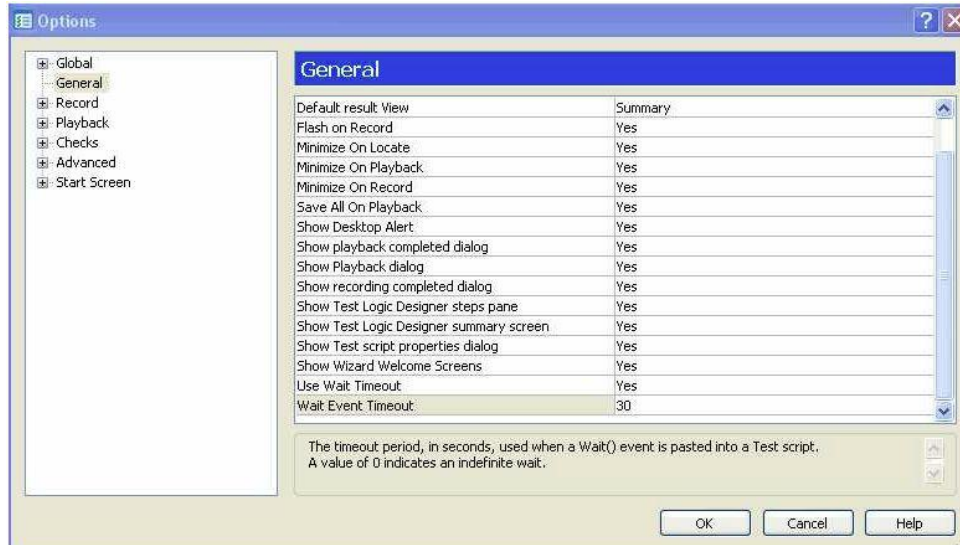 Options
Global
General
Record
Playback
Checks
Advanced
Start Screen
General
Default result View Summary
Flash on Record Yes
Minimize On Locate Yes
Minimize On Playback Yes
Minimize On Record Yes
Save All On Playback Yes
Show Desktop Alert Yes
Show playback completed dialog Yes
Show Playback dialog Yes
Show recording completed dialog Yes
Show Test Logic Designer steps pane Yes
Show Test Logic Designer summary screen Yes
Show Test script properties dialog Yes
Show Wizard Welcome Screens Yes
Use Wait Timeout Yes
Wait Event Timeout 30
The timeout period, in seconds, used when a Wait() event is pasted into a Test script.
A value of 0 indicates an indefinite wait.
OK Cancel Help